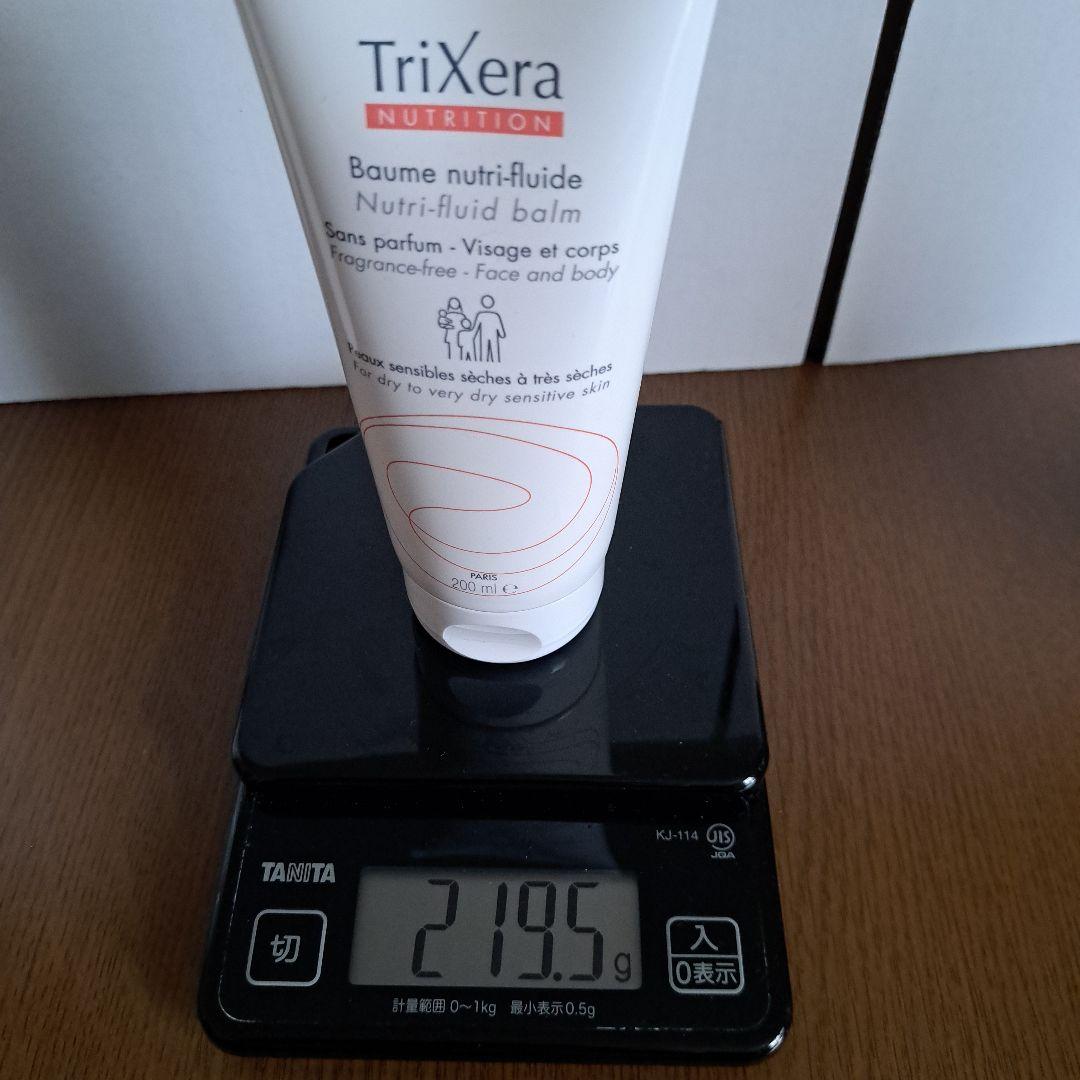 TriXera
NUTRITION
Baume nutri-fluide
Nutri-fluid balm
Sans parfum - Visage et corps
Fragrance-free - Face and body
Peaux sensibles sèches à très sèches
For dry to very dry sensitive skin
PARIS
200 ml ℮
KJ-114 JIS
JQA
TANITA
切
219.5 g
入
0表示
計量範囲 0～1kg 最小表示0.5g